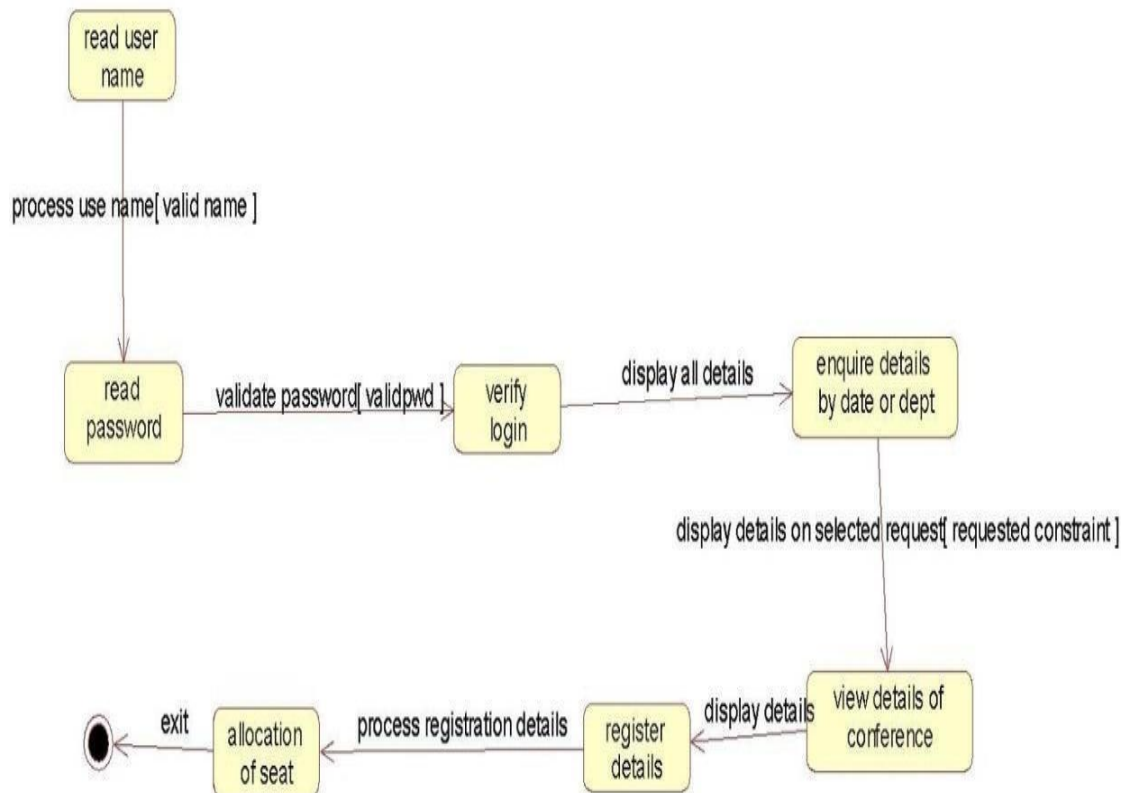 read user
name
process use name[ valid name ]
read
password
validate password[ validpwd ]
verify
login
display all details
enquire details
by date or dept
display details on selected request[ requested constraint ]
view details of
conference
display details
register
details
process registration details
allocation
of seat
exit